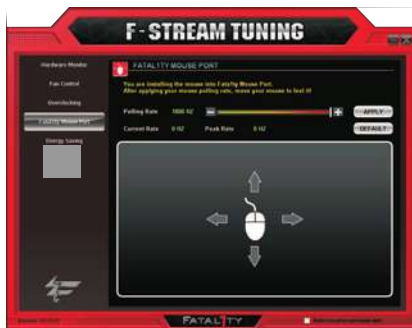 F-STREAM TUNING
Hardware Monitor
Fan Control
Overclocking
Fatal1ty Mouse Port
Energy Saving
FATAL1TY MOUSE PORT
You are installing the mouse into Fatal1ty Mouse Port.
After applying your mouse polling rate, move your mouse to test it!
Polling Rate 1000 HZ
APPLY
Current Rate 0 HZ Peak Rate 0 HZ
DEFAULT
FATAL1TY